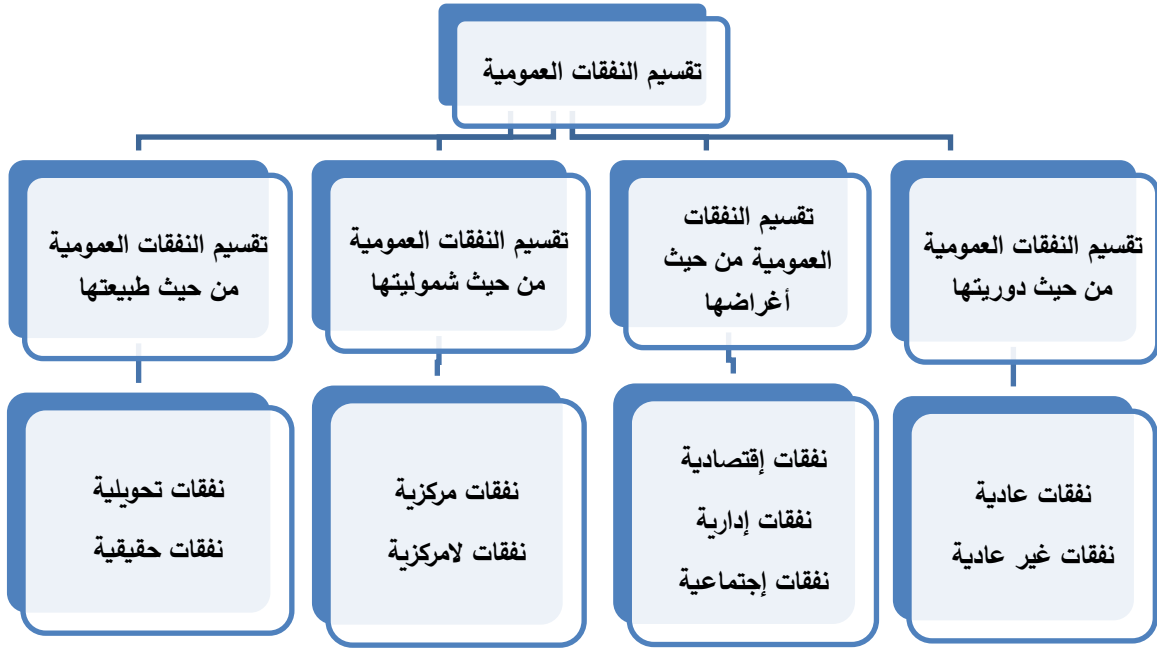 تقسيم النفقات العمومية
تقسيم النفقات العمومية
من حيث دوريتها
تقسيم النفقات
العمومية من حيث
أغراضها
تقسيم النفقات العمومية
من حيث شموليتها
تقسيم النفقات العمومية
من حيث طبيعتها
نفقات عادية
نفقات غير عادية
نفقات إقتصادية
نفقات إدارية
نفقات إجتماعية
نفقات مركزية
نفقات لامركزية
نفقات تحويلية
نفقات حقيقية